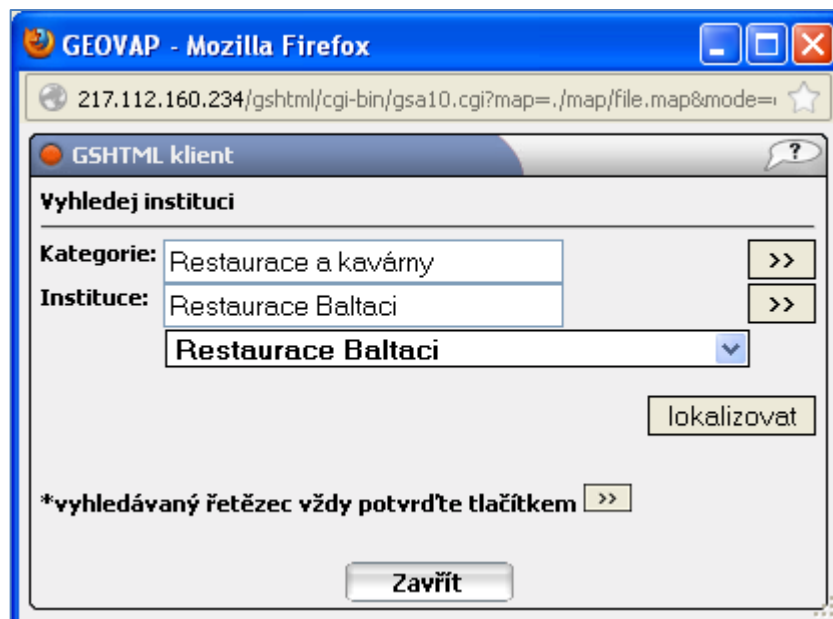 GEOVAP - Mozilla Firefox
217.112.160.234/gshtml/cgi-bin/gsa10.cgi?map=./map/file.map&mode=
GSHTML klient ?
Vyhledej instituci
Kategorie: Restaurace a kavárny >>
Instituce: Restaurace Baltaci >>
Restaurace Baltaci
lokalizovat
*vyhledávaný řetězec vždy potvrďte tlačítkem >>
Zavřít